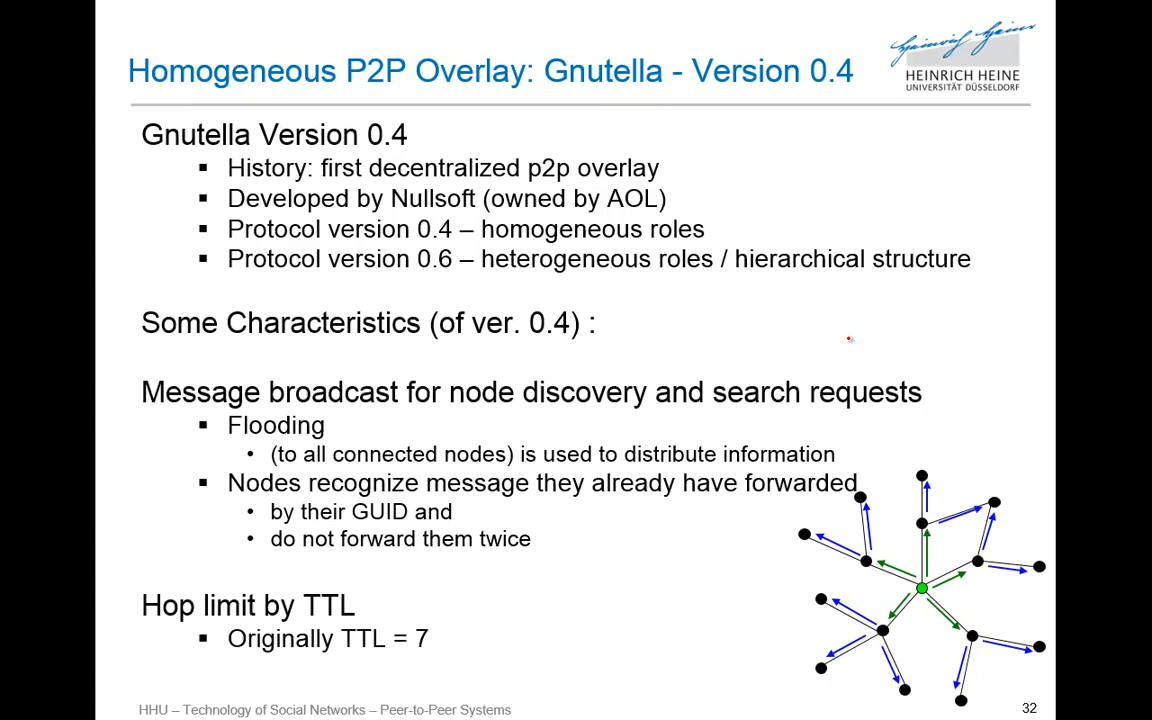 Homogeneous P2P Overlay: Gnutella - Version 0.4
Heinrich Heine
HEINRICH HEINE
UNIVERSITÄT DÜSSELDORF
Gnutella Version 0.4
▪ History: first decentralized p2p overlay
▪ Developed by Nullsoft (owned by AOL)
▪ Protocol version 0.4 – homogeneous roles
▪ Protocol version 0.6 – heterogeneous roles / hierarchical structure
Some Characteristics (of ver. 0.4) :
Message broadcast for node discovery and search requests
▪ Flooding
• (to all connected nodes) is used to distribute information
▪ Nodes recognize message they already have forwarded
• by their GUID and
• do not forward them twice
Hop limit by TTL
▪ Originally TTL = 7
HHU – Technology of Social Networks – Peer-to-Peer Systems
32